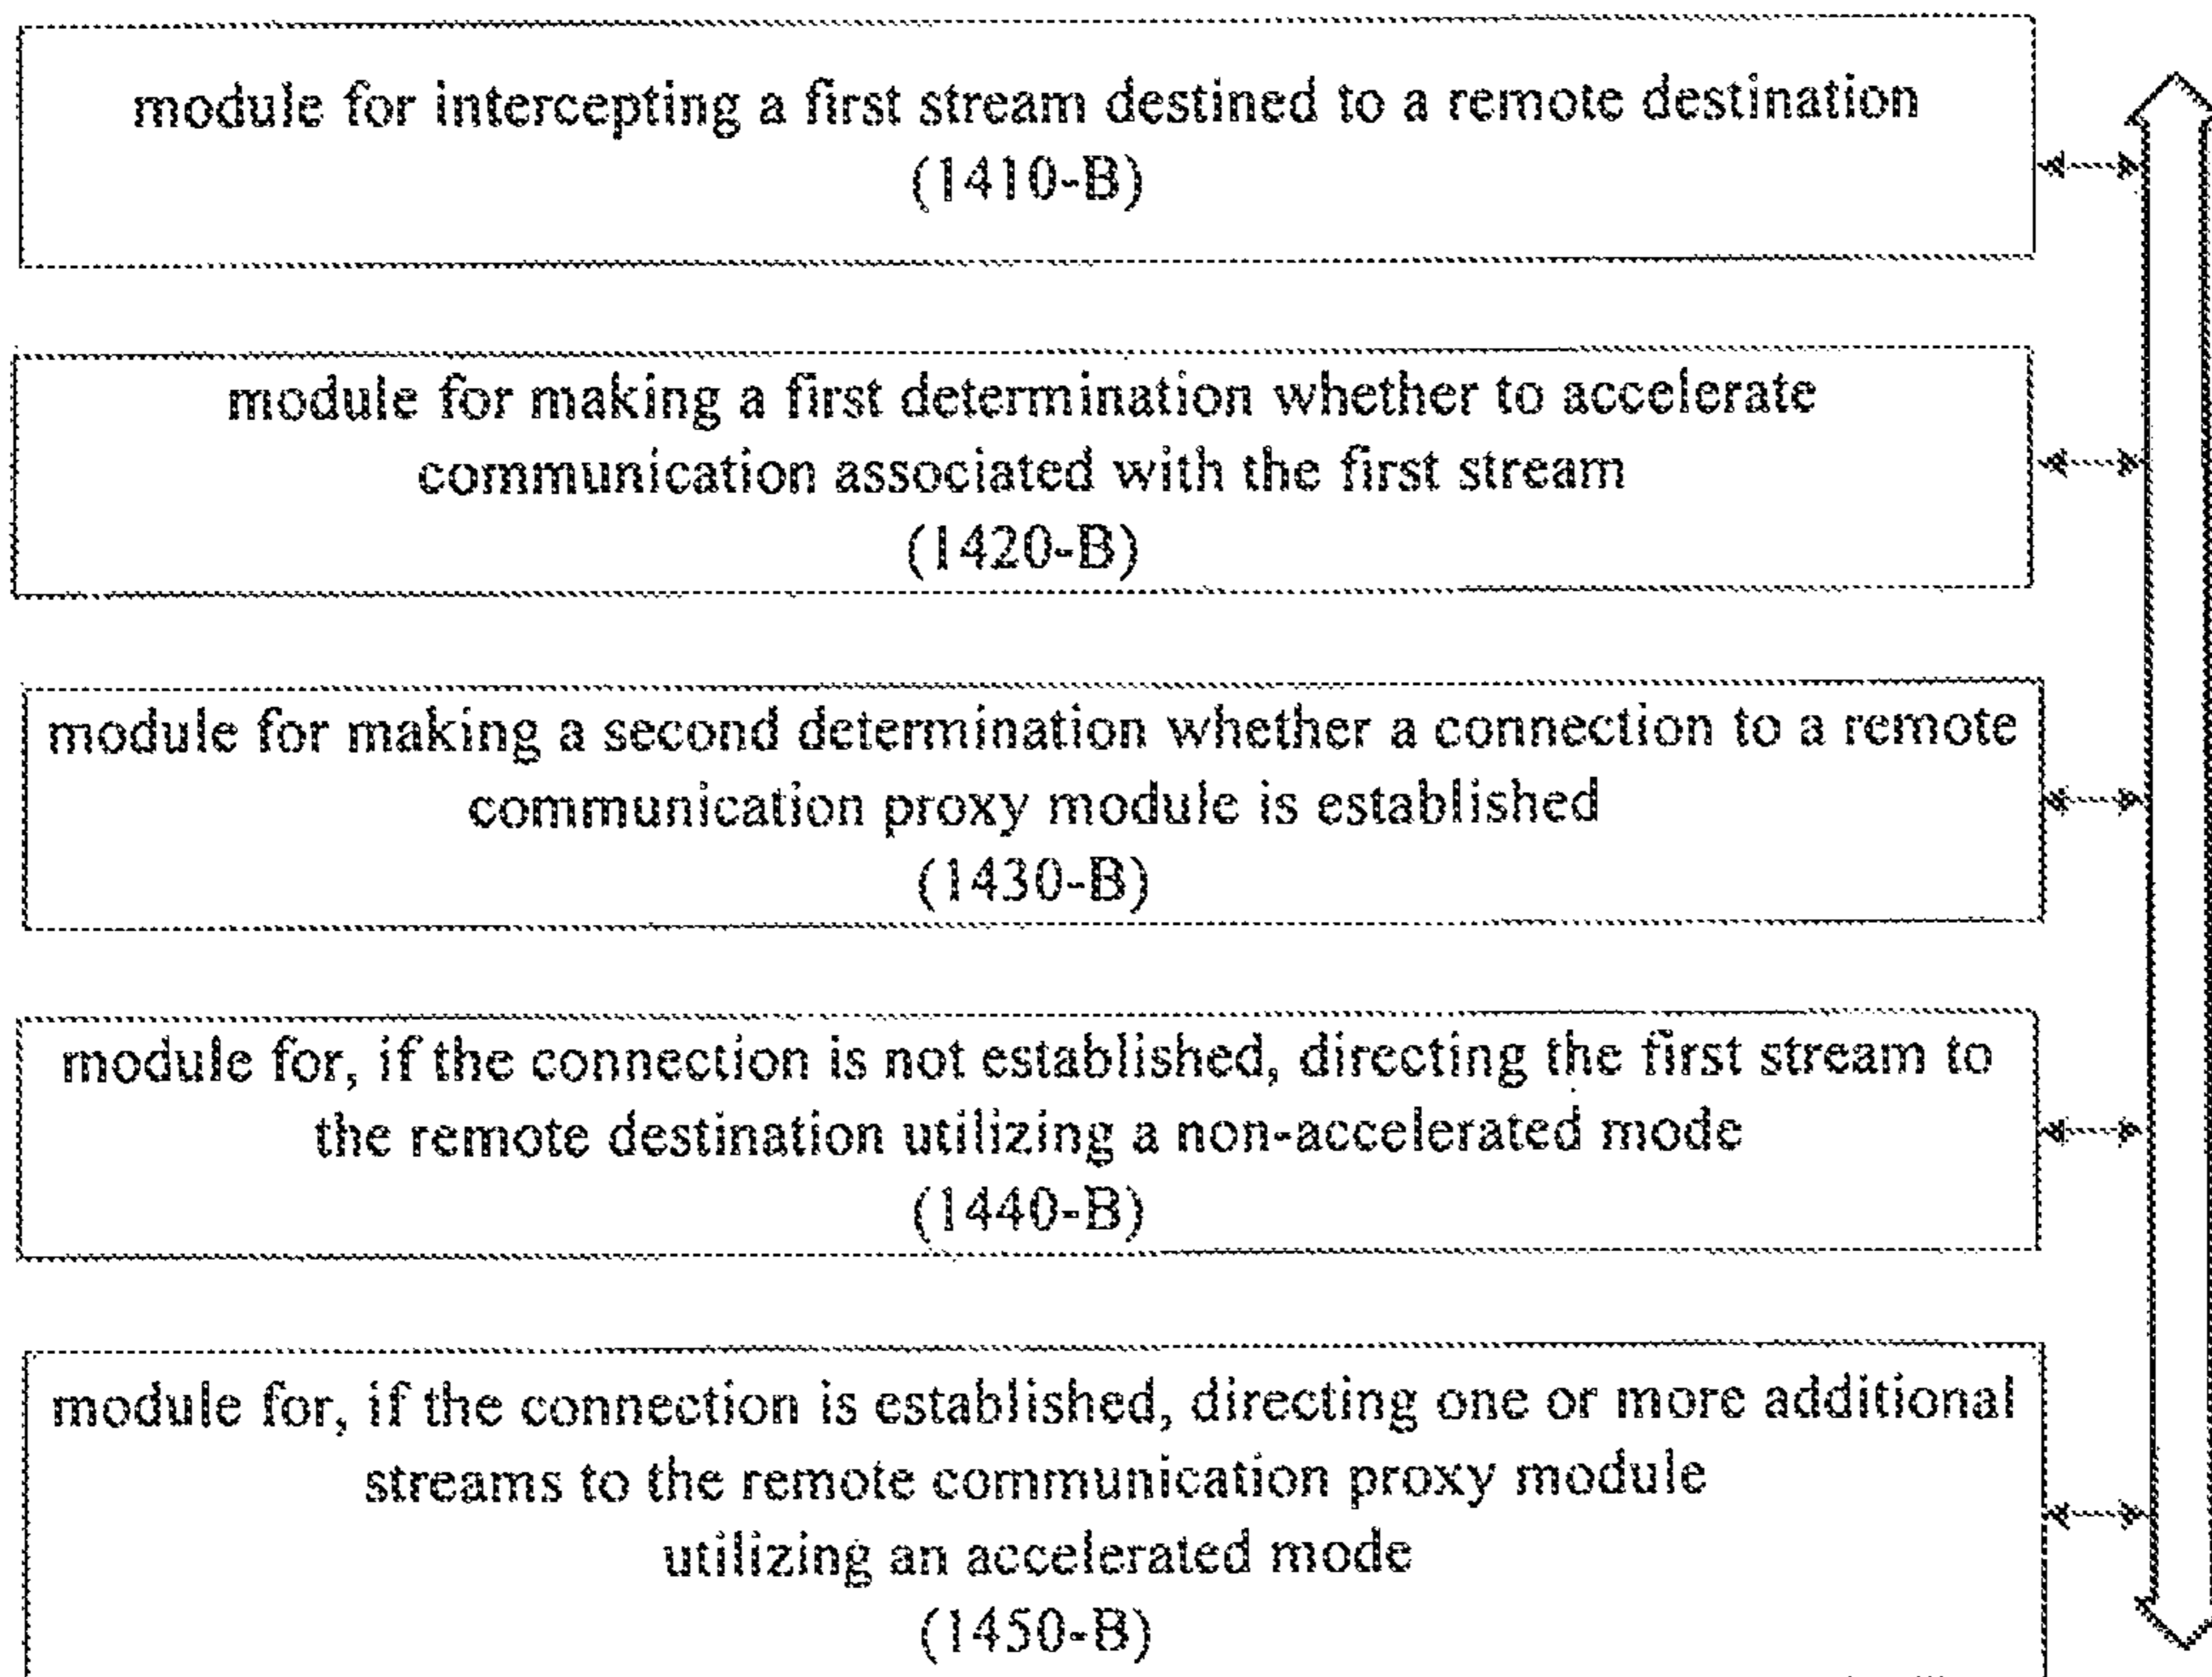 module for intercepting a first stream destined to a remote destination
(1410-B)
module for making a first determination whether to accelerate
communication associated with the first stream
(1420-B)
module for making a second determination whether a connection to a remote
communication proxy module is established
(1430-B)
module for, if the connection is not established, directing the first stream to
the remote destination utilizing a non-accelerated mode
(1440-B)
module for, if the connection is established, directing one or more additional
streams to the remote communication proxy module
utilizing an accelerated mode
(1450-B)